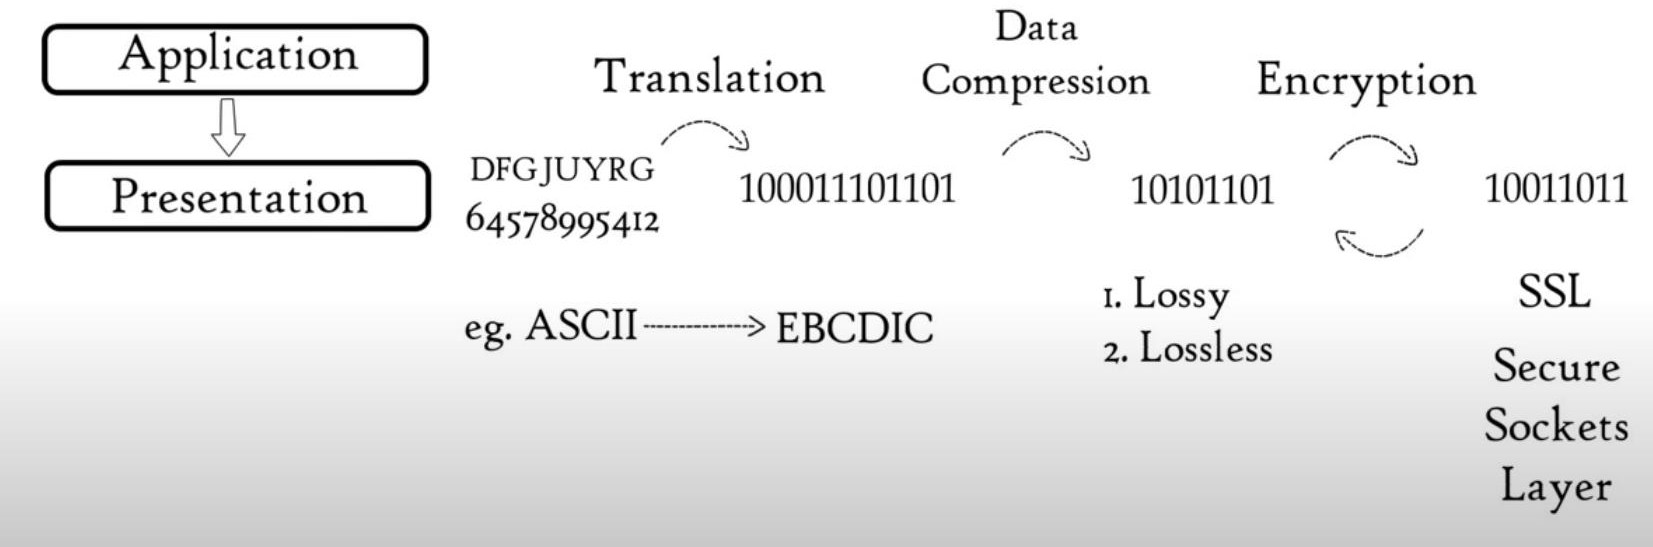 Application
Presentation
Translation
DFGJUYRG
64578995412
100011101101
eg. ASCII EBCDIC
Data
Compression
10101101
1. Lossy
2. Lossless
Encryption
10011011
SSL
Secure
Sockets
Layer